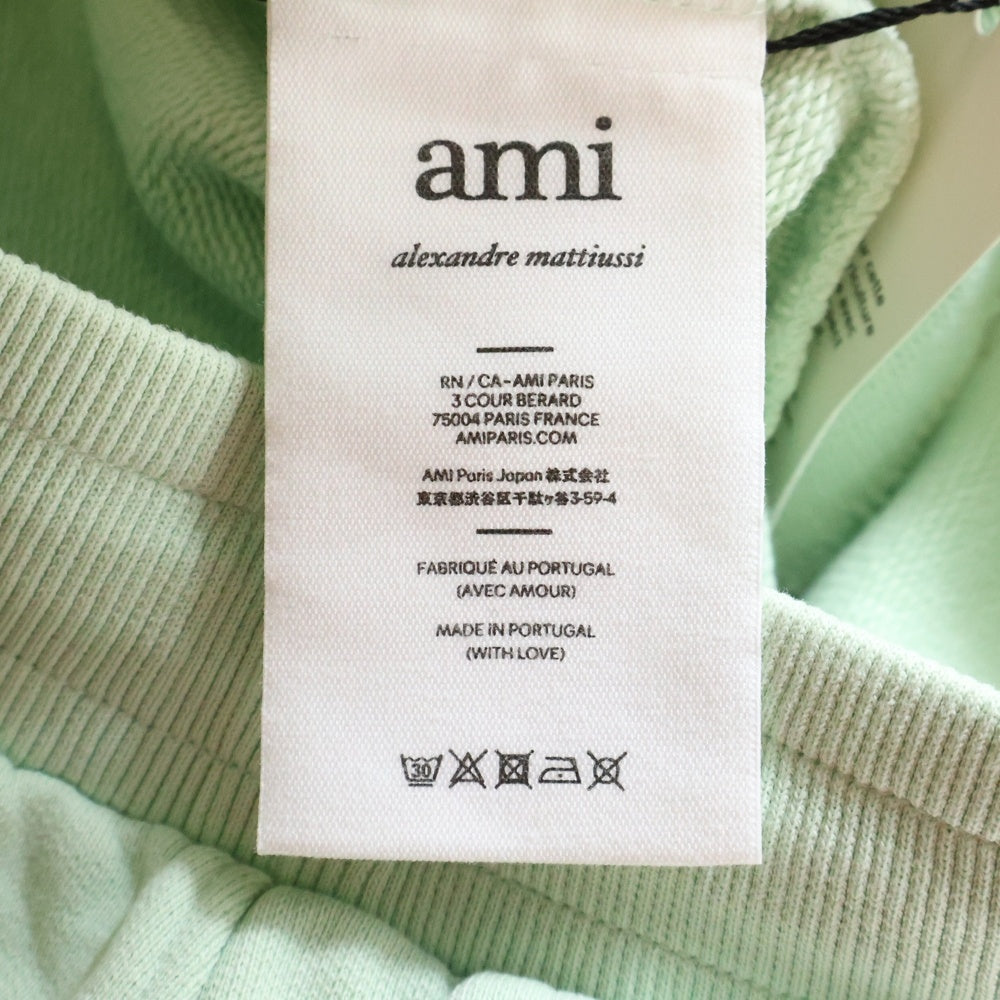 ami
alexandre mattiussi
RN / CA-AMI PARIS
3 COUR BERARD
75004 PARIS FRANCE
AMIPARIS.COM
AMI Paris Japan 株式会社
東京都渋谷区千駄ヶ谷3-59-4
FABRIQUÉ AU PORTUGAL
(AVEC AMOUR)
MADE IN PORTUGAL
(WITH LOVE)
30
cette